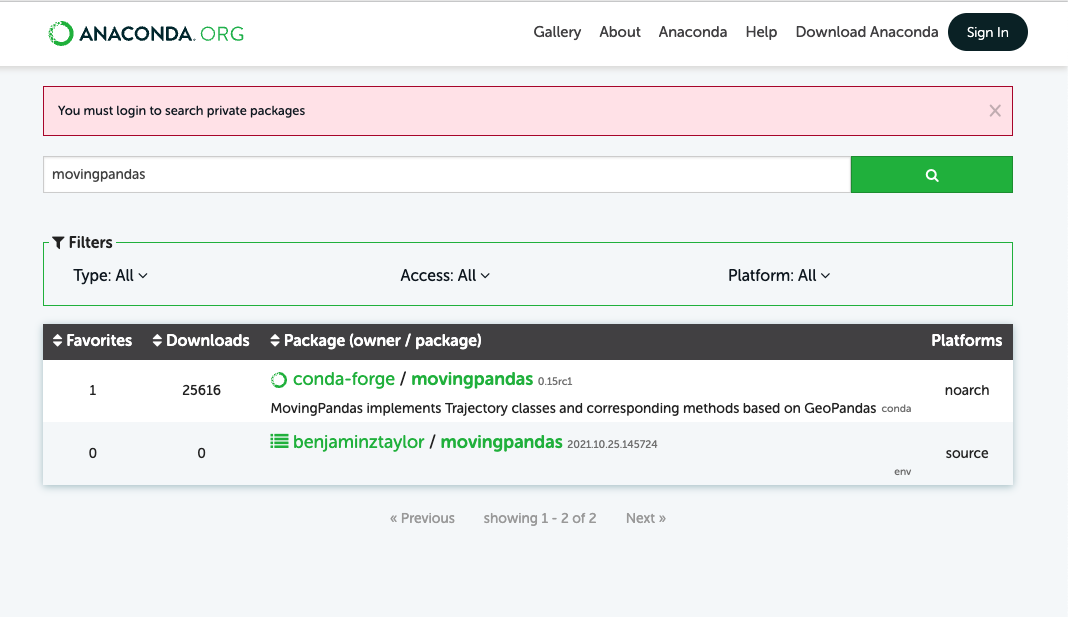 ANACONDA.ORG Gallery About Anaconda Help Download Anaconda Sign In
You must login to search private packages ×
movingpandas
Filters
Type: All Access: All Platform: All
Favorites Downloads Package (owner / package) Platforms
1 25616 conda-forge / movingpandas 0.15rc1 noarch
MovingPandas implements Trajectory classes and corresponding methods based on GeoPandas conda
0 0 benjaminztaylor / movingpandas 2021.10.25.145724 source
env
« Previous showing 1 - 2 of 2 Next »